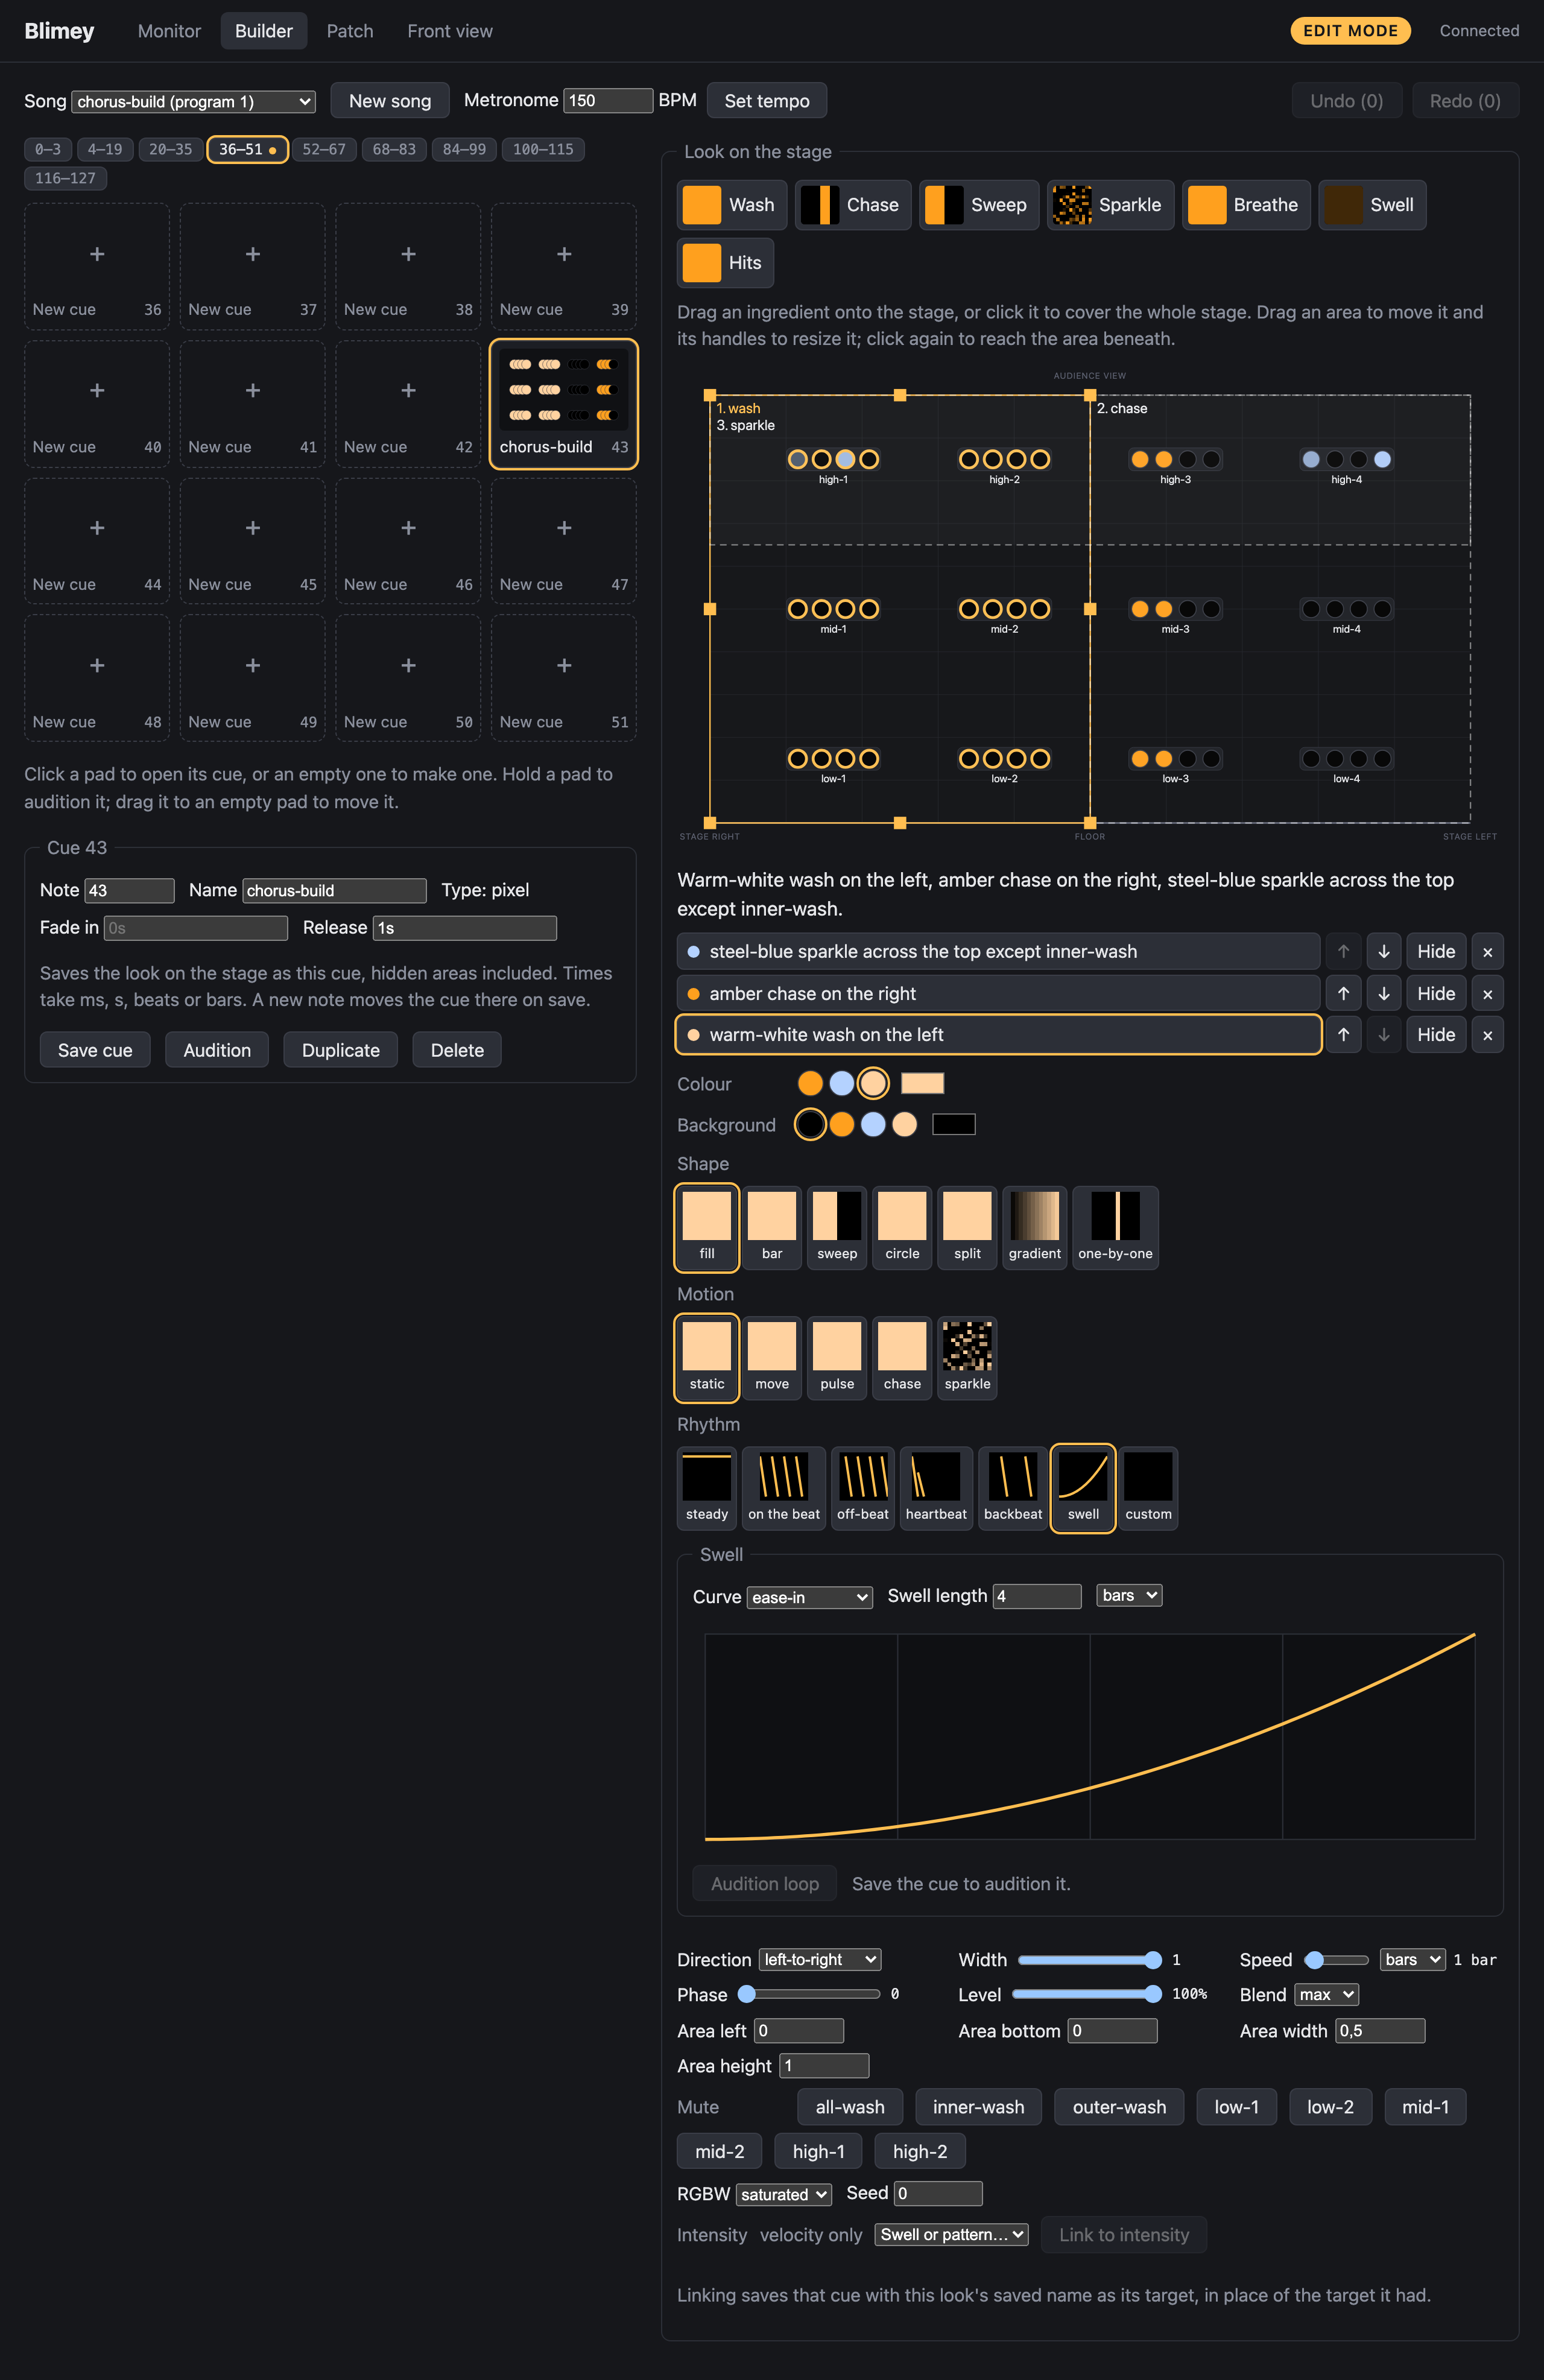 Blimey Monitor Builder Patch Front view EDIT MODE Connected
Song chorus-build (program 1) New song Metronome 150 BPM Set tempo Undo (0) Redo (0)
0–3 4–19 20–35 36–51 52–67 68–83 84–99 100–115
116–127
New cue 36 New cue 37 New cue 38 New cue 39
New cue 40 New cue 41 New cue 42 chorus-build 43
New cue 44 New cue 45 New cue 46 New cue 47
New cue 48 New cue 49 New cue 50 New cue 51
Click a pad to open its cue, or an empty one to make one. Hold a pad to
audition it; drag it to an empty pad to move it.
Cue 43
Note 43 Name chorus-build Type: pixel
Fade in 0s Release 1s
Saves the look on the stage as this cue, hidden areas included. Times
take ms, s, beats or bars. A new note moves the cue there on save.
Save cue Audition Duplicate Delete
Look on the stage
Wash Chase Sweep Sparkle Breathe Swell
Hits
Drag an ingredient onto the stage, or click it to cover the whole stage. Drag an area to move it and
its handles to resize it; click again to reach the area beneath.
AUDIENCE VIEW
1. wash 2. chase
3. sparkle
high-1 high-2 high-3 high-4
mid-1 mid-2 mid-3 mid-4
low-1 low-2 low-3 low-4
STAGE RIGHT FLOOR STAGE LEFT
Warm-white wash on the left, amber chase on the right, steel-blue sparkle across the top
except inner-wash.
steel-blue sparkle across the top except inner-wash ↑ ↓ Hide ×
amber chase on the right ↑ ↓ Hide ×
warm-white wash on the left ↑ ↓ Hide ×
Colour
Background
Shape
fill bar sweep circle split gradient one-by-one
Motion
static move pulse chase sparkle
Rhythm
steady on the beat off-beat heartbeat backbeat swell custom
Swell
Curve ease-in Swell length 4 bars
Audition loop Save the cue to audition it.
Direction left-to-right Width 1 Speed bars 1 bar
Phase 0 Level 100% Blend max
Area left 0 Area bottom 0 Area width 0,5
Area height 1
Mute all-wash inner-wash outer-wash low-1 low-2 mid-1
mid-2 high-1 high-2
RGBW saturated Seed 0
Intensity velocity only Swell or pattern… Link to intensity
Linking saves that cue with this look's saved name as its target, in place of the target it had.